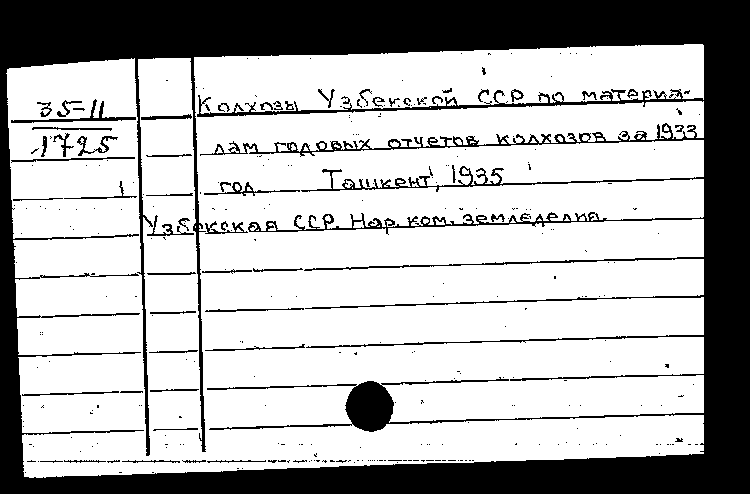 35-11
1725
Колхозы Узбекской ССР по материа-
лам годовых отчетов колхозов за 1933
год. Ташкент, 1935
Узбекская ССР. Нар. ком. земледелия.